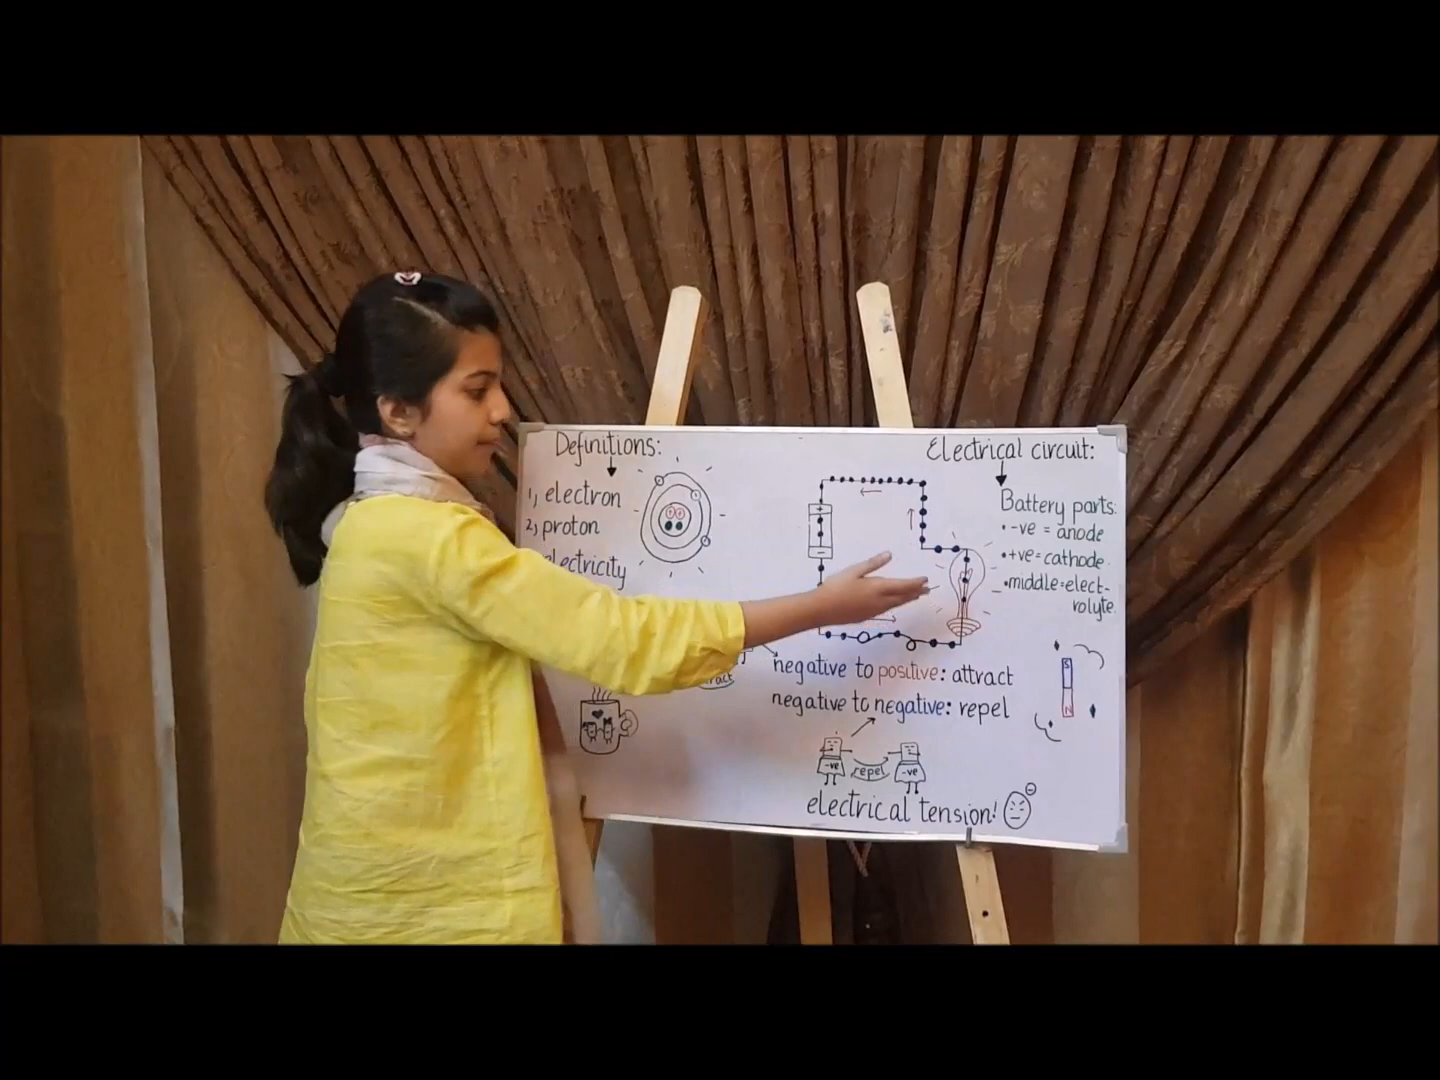 Definitions:
1, electron
2, proton
electricity
Electrical circuit:
Battery parts:
• -ve = anode
• +ve = cathode.
• middle = elect-
rolyte.
+
-
S
N
negative to positive: attract
negative to negative: repel
-ve repel -ve
electrical tension!